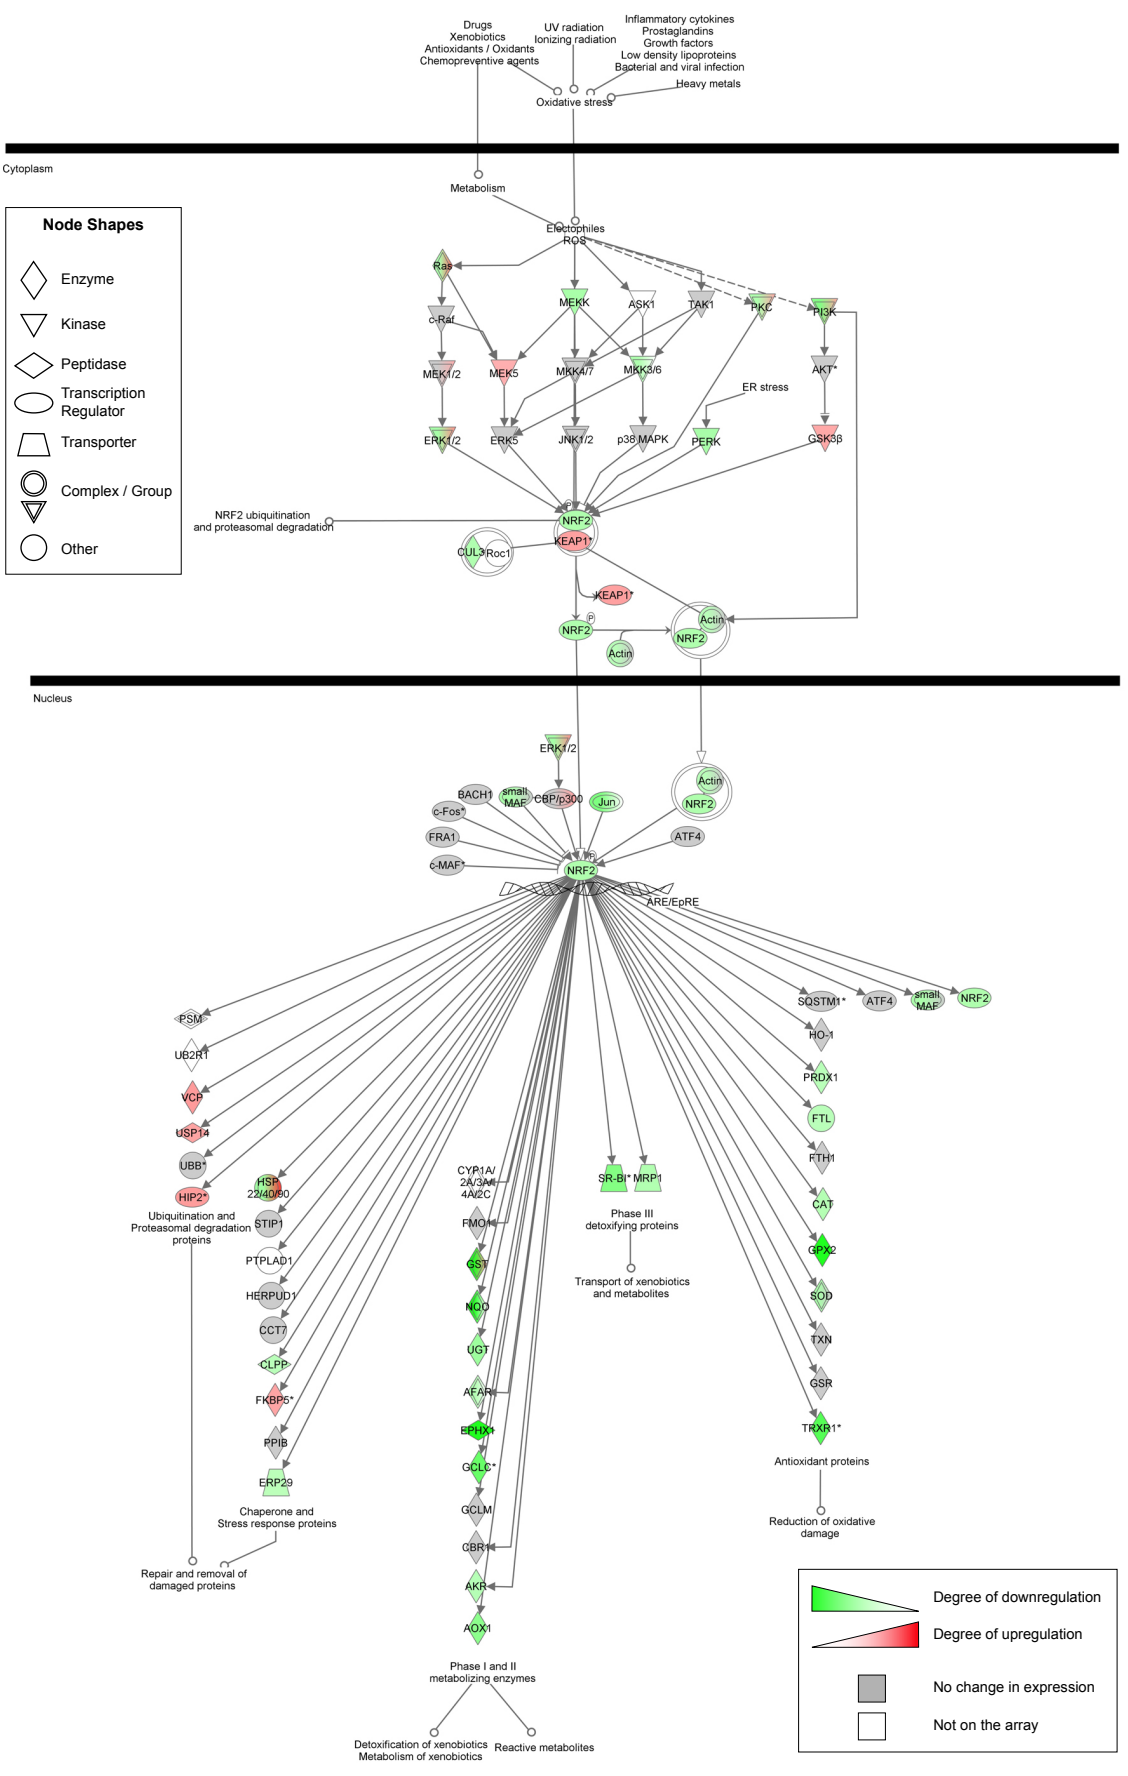 Drugs
Xenobiotics
Antioxidants / Oxidants
Chemopreventive agents
UV radiation
Ionizing radiation
Inflammatory cytokines
Prostaglandins
Growth factors
Low density lipoproteins
Bacterial and viral infection
Heavy metals
Oxidative stress
Cytoplasm
Metabolism
Electophiles
ROS
Node Shapes
Enzyme
Kinase
Peptidase
Transcription
Regulator
Transporter
Complex / Group
Other
Ras
MEKK
ASK1
TAK1
PKC
PI3K
c-Raf
MEK1/2
MEK5
MKK4/7
MKK3/6
AKT*
ER stress
ERK1/2
ERK5
JNK1/2
p38 MAPK
PERK
GSK3β
P
NRF2
KEAP1*
NRF2 ubiquitination
and proteasomal degradation
CUL3
Roc1
KEAP1*
P
NRF2
Actin
Actin
NRF2
Nucleus
ERK1/2
BACH1
small
MAF
CBP/p300
Jun
Actin
NRF2
c-Fos*
FRA1
ATF4
c-MAF*
P
NRF2
ARE/EpRE
PSM
UB2R1
VCP
USP14
UBB*
HIP2*
Ubiquitination and
Proteasomal degradation
proteins
HSP
22/40/90
STIP1
PTPLAD1
HERPUD1
CCT7
CLPP
FKBP5*
PPIB
ERP29
Chaperone and
Stress response proteins
Repair and removal of
damaged proteins
CYP1A/
2A/3A/
4A/2C
FMO1
GST
NQO
UGT
AFAR
EPHX1
GCLC*
GCLM
CBR1
AKR
AOX1
Phase I and II
metabolizing enzymes
Detoxification of xenobiotics
Metabolism of xenobiotics
Reactive metabolites
SR-BI*
MRP1
Phase III
detoxifying proteins
Transport of xenobiotics
and metabolites
SQSTM1*
ATF4
small
MAF
NRF2
HO-1
PRDX1
FTL
FTH1
CAT
GPX2
SOD
TXN
GSR
TRXR1*
Antioxidant proteins
Reduction of oxidative
damage
Degree of downregulation
Degree of upregulation
No change in expression
Not on the array